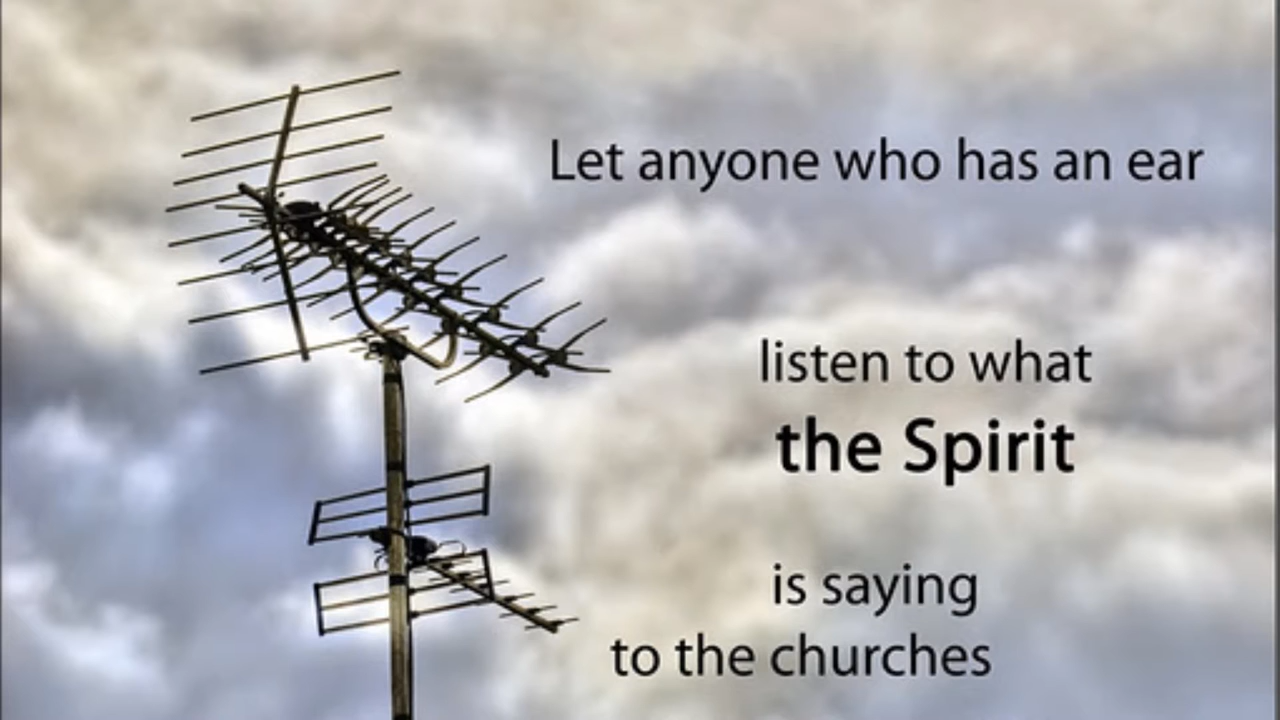 Let anyone who has an ear
listen to what
the Spirit
is saying
to the churches